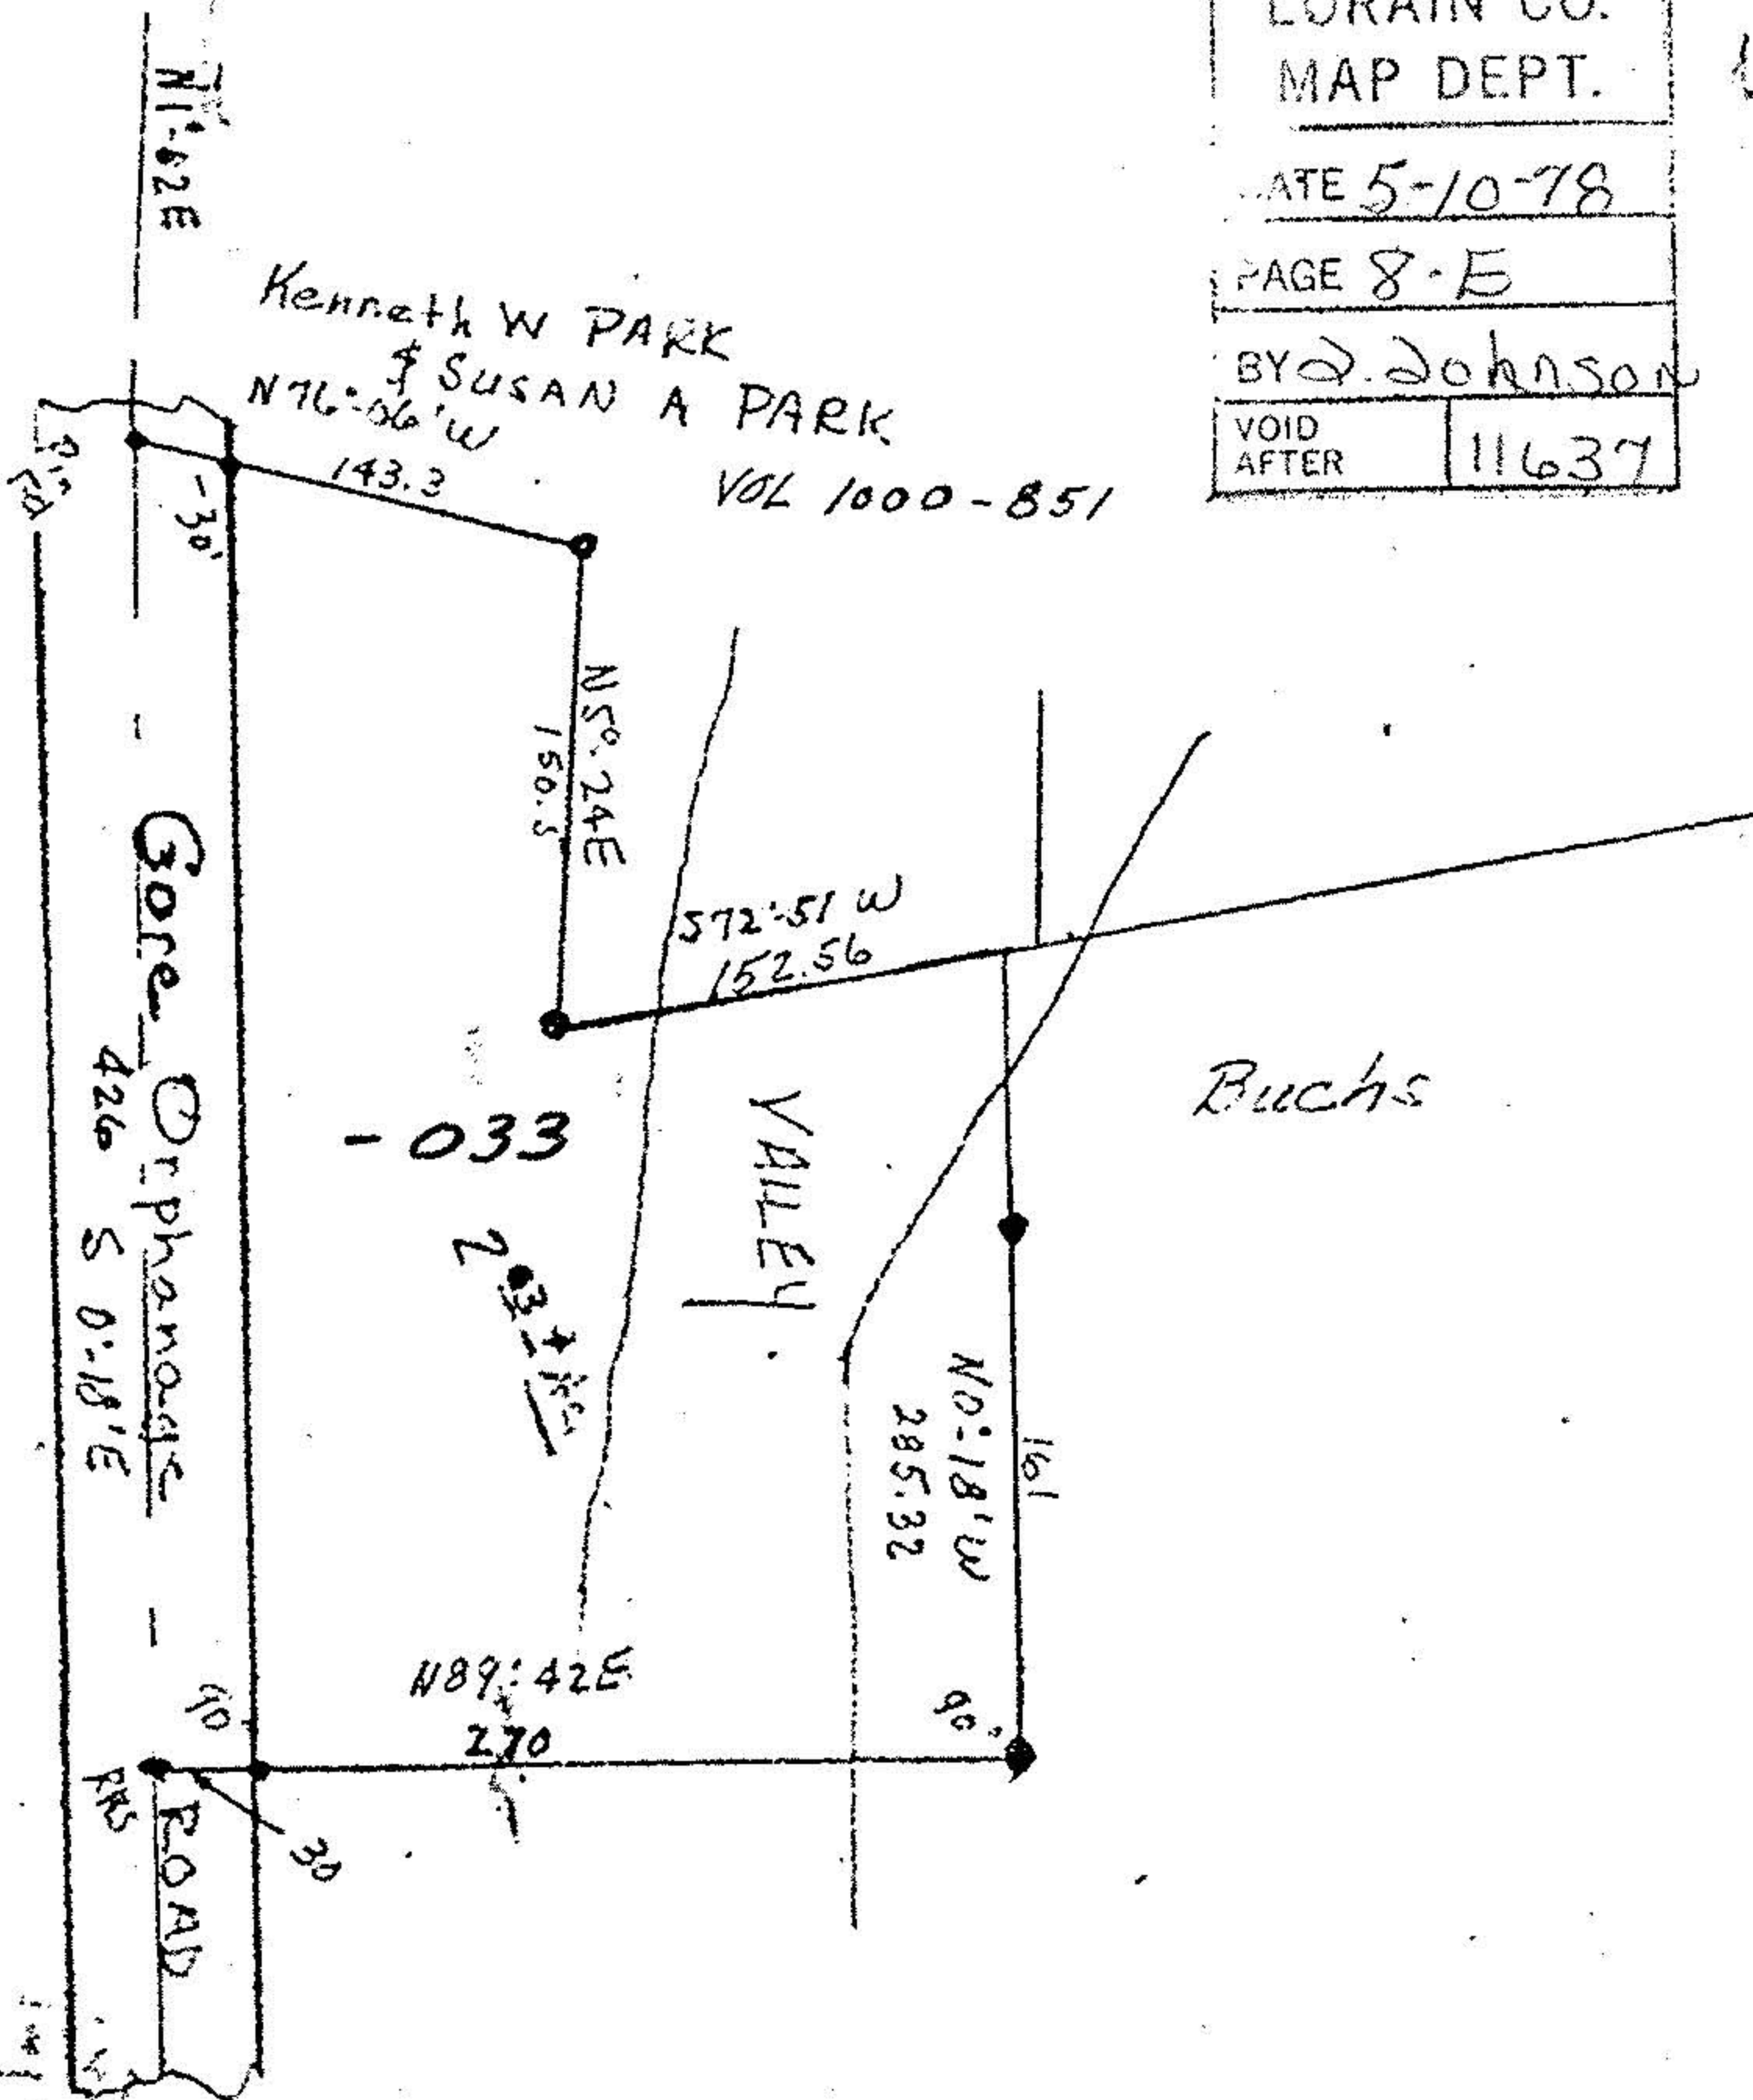 LORAIN CO.
MAP DEPT.
ATE 5-10-78
PAGE 8-E
BY D. Johnson
VOID AFTER 11637
N1°-02E
Kenneth W PARK
& SUSAN A PARK
N76°-06'W
143.3
VOL 1000-851
-30'
N5°-24E
150.5
S72°-51 W
152.56
Buchs
Gore Orphanage ROAD
426 S 0°-18'E
-033
VALLEY
2.3±
N0°-18'W
285.32
161
N89°-42E
270
90°
90
30